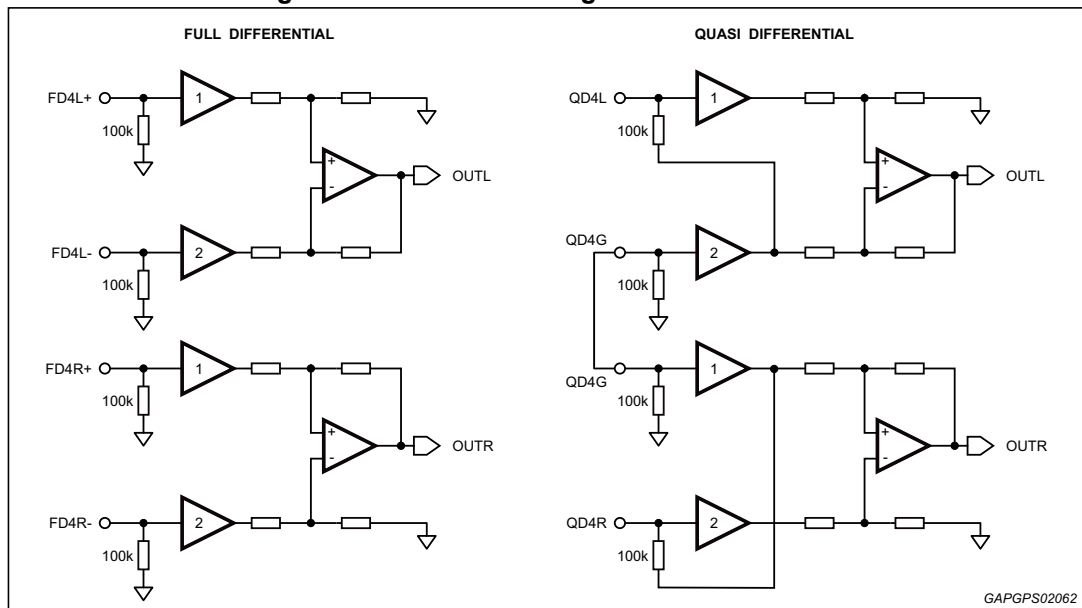 FULL DIFFERENTIAL
FD4L+
100k
1
+
-
OUTL
FD4L-
100k
2
FD4R+
100k
1
+
-
OUTR
FD4R-
100k
2
QUASI DIFFERENTIAL
QD4L
100k
1
+
-
OUTL
QD4G
100k
2
QD4G
100k
1
+
-
OUTR
QD4R
100k
2
GAPGPS02062